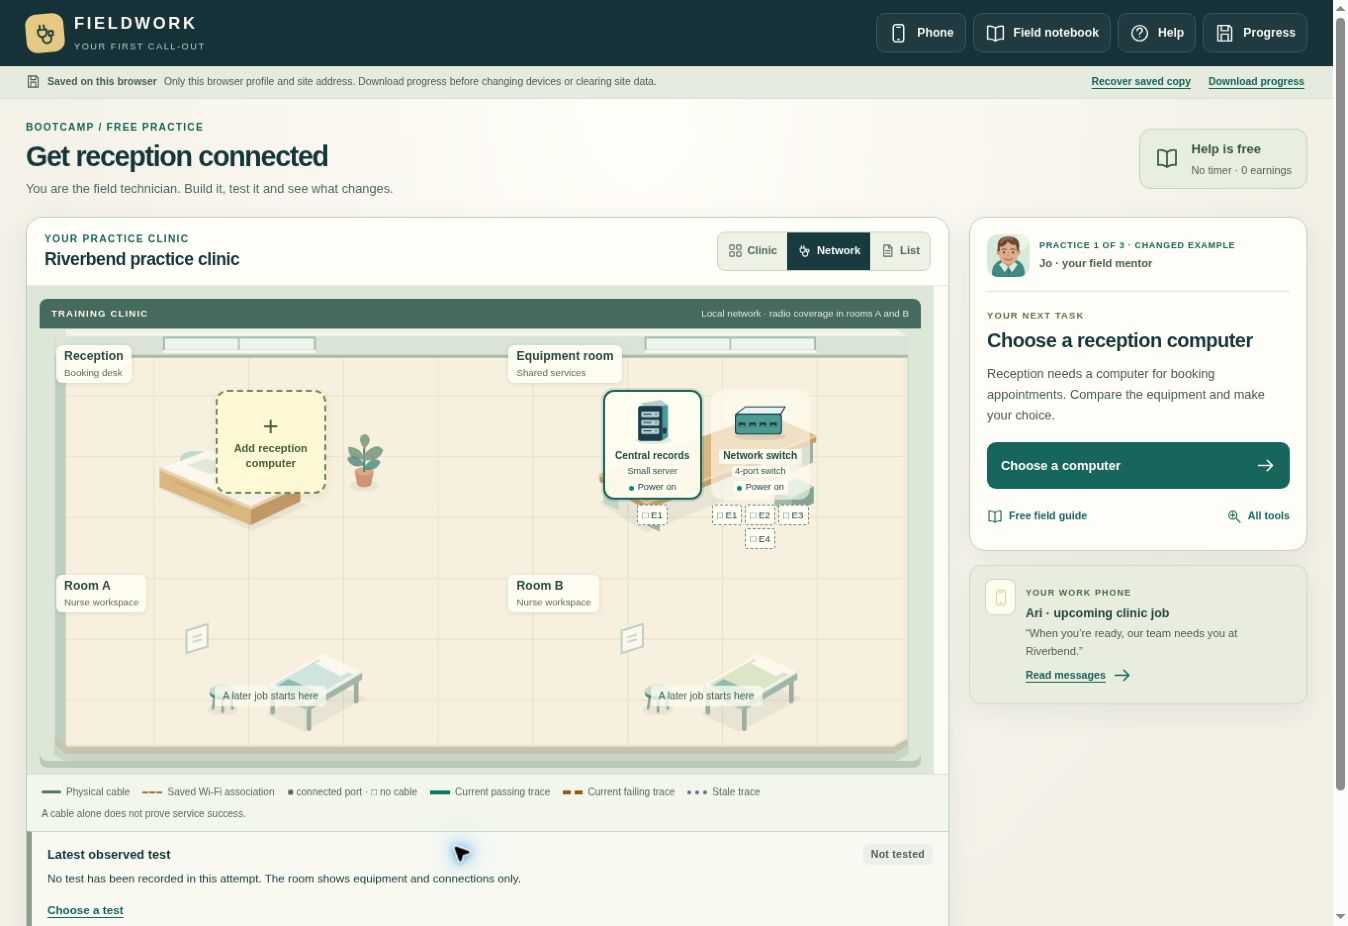 FIELDWORK
YOUR FIRST CALL-OUT
Phone
Field notebook
Help
Progress
Saved on this browser Only this browser profile and site address. Download progress before changing devices or clearing site data.
Recover saved copy
Download progress
BOOTCAMP / FREE PRACTICE
Get reception connected
You are the field technician. Build it, test it and see what changes.
Help is free
No timer · 0 earnings
YOUR PRACTICE CLINIC
Riverbend practice clinic
Clinic
Network
List
TRAINING CLINIC
Local network · radio coverage in rooms A and B
Reception
Booking desk
Equipment room
Shared services
+
Add reception
computer
Central records
Small server
Power on
E1
Network switch
4-port switch
Power on
E1
E2
E3
E4
Room A
Nurse workspace
Room B
Nurse workspace
A later job starts here
A later job starts here
Physical cable
Saved Wi-Fi association
■ connected port · □ no cable
Current passing trace
Current failing trace
Stale trace
A cable alone does not prove service success.
Latest observed test
Not tested
No test has been recorded in this attempt. The room shows equipment and connections only.
Choose a test
PRACTICE 1 OF 3 · CHANGED EXAMPLE
Jo · your field mentor
YOUR NEXT TASK
Choose a reception computer
Reception needs a computer for booking
appointments. Compare the equipment and make
your choice.
Choose a computer
Free field guide
All tools
YOUR WORK PHONE
Ari · upcoming clinic job
“When you’re ready, our team needs you at
Riverbend.”
Read messages